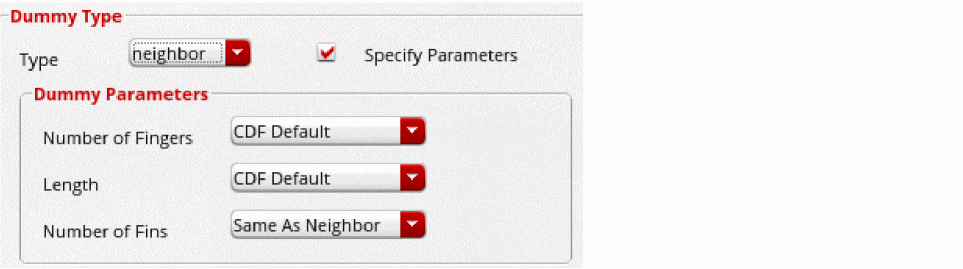 Dummy Type
Type neighbor Specify Parameters
Dummy Parameters
Number of Fingers CDF Default
Length CDF Default
Number of Fins Same As Neighbor